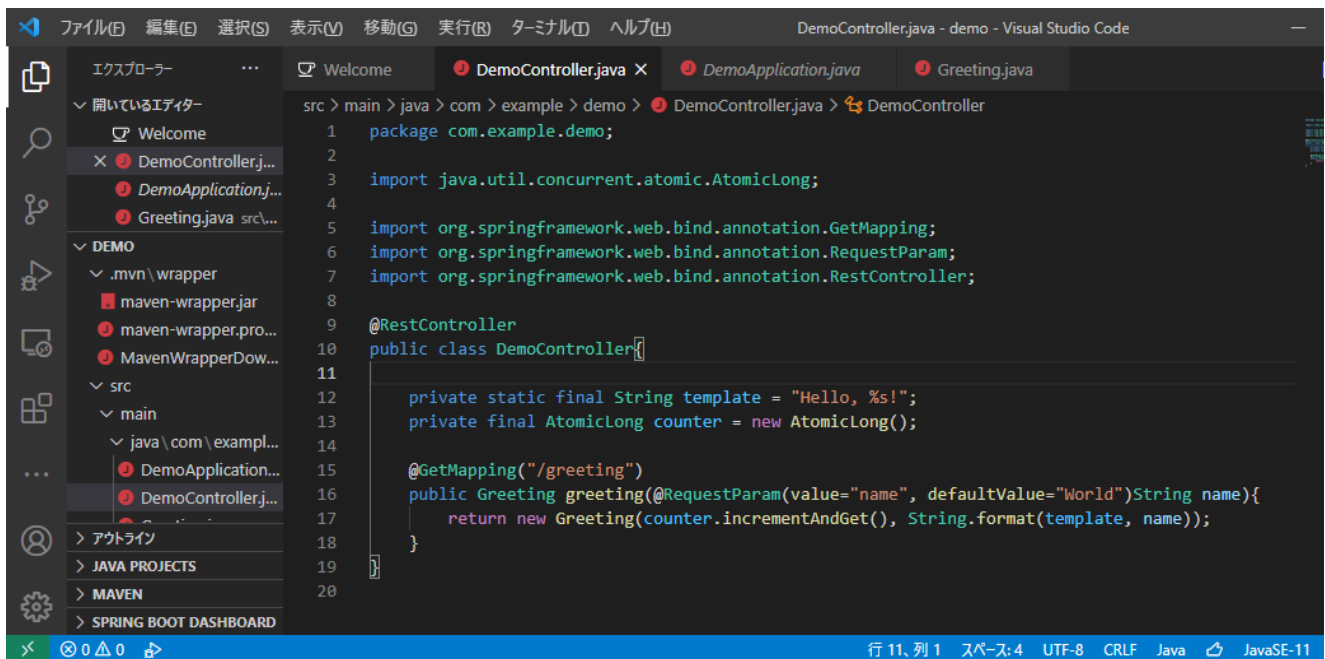 ファイル(F) 編集(E) 選択(S) 表示(V) 移動(G) 実行(R) ターミナル(T) ヘルプ(H) DemoController.java - demo - Visual Studio Code
エクスプローラー ...
Welcome DemoController.java DemoApplication.java Greeting.java
開いているエディター
Welcome
DemoController.j...
DemoApplication.j...
Greeting.java src\...
DEMO
.mvn\wrapper
maven-wrapper.jar
maven-wrapper.pro...
MavenWrapperDow...
src
main
java\com\exampl...
DemoApplication...
DemoController.j...
アウトライン
JAVA PROJECTS
MAVEN
SPRING BOOT DASHBOARD
src > main > java > com > example > demo > DemoController.java > DemoController
1 package com.example.demo;
2
3 import java.util.concurrent.atomic.AtomicLong;
4
5 import org.springframework.web.bind.annotation.GetMapping;
6 import org.springframework.web.bind.annotation.RequestParam;
7 import org.springframework.web.bind.annotation.RestController;
8
9 @RestController
10 public class DemoController{
11
12 private static final String template = "Hello, %s!";
13 private final AtomicLong counter = new AtomicLong();
14
15 @GetMapping("/greeting")
16 public Greeting greeting(@RequestParam(value="name", defaultValue="World")String name){
17 return new Greeting(counter.incrementAndGet(), String.format(template, name));
18 }
19 }
20
0 0 行 11、列 1 スペース: 4 UTF-8 CRLF Java JavaSE-11